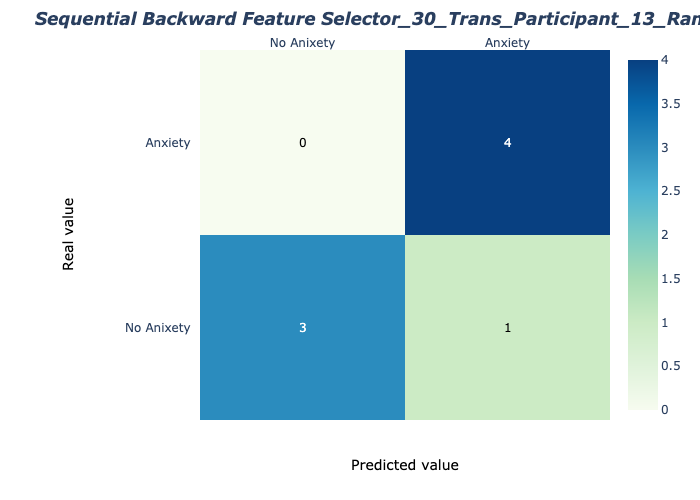 Sequential Backward Feature Selector_30_Trans_Participant_13_Ran
No Anixety Anxiety
4
Anxiety 0 4
3.5
3
2.5
Real value
2
1.5
No Anixety 3 1
1
0.5
0
Predicted value